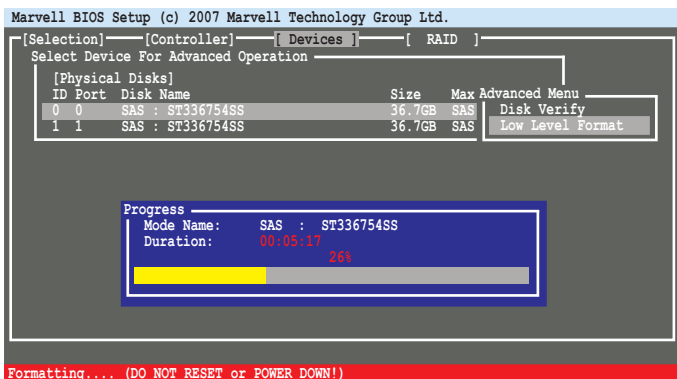 Marvell BIOS Setup (c) 2007 Marvell Technology Group Ltd.
[Selection] [Controller] [ Devices ] [ RAID ]
Select Device For Advanced Operation
[Physical Disks]
ID Port Disk Name Size Max
0 0 SAS : ST336754SS 36.7GB SAS
1 1 SAS : ST336754SS 36.7GB SAS
Advanced Menu
Disk Verify
Low Level Format
Progress
Mode Name: SAS : ST336754SS
Duration: 00:05:17
26%
Formatting.... (DO NOT RESET or POWER DOWN!)